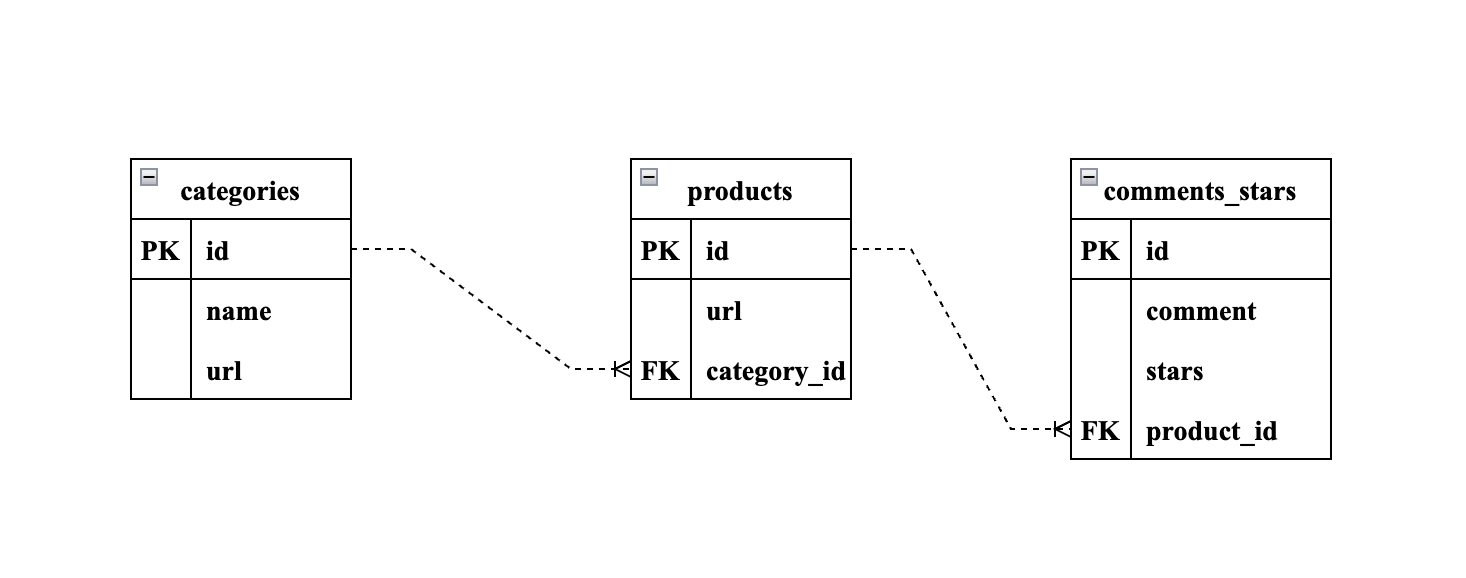 categories
PK id
name
url
products
PK id
url
FK category_id
comments_stars
PK id
comment
stars
FK product_id